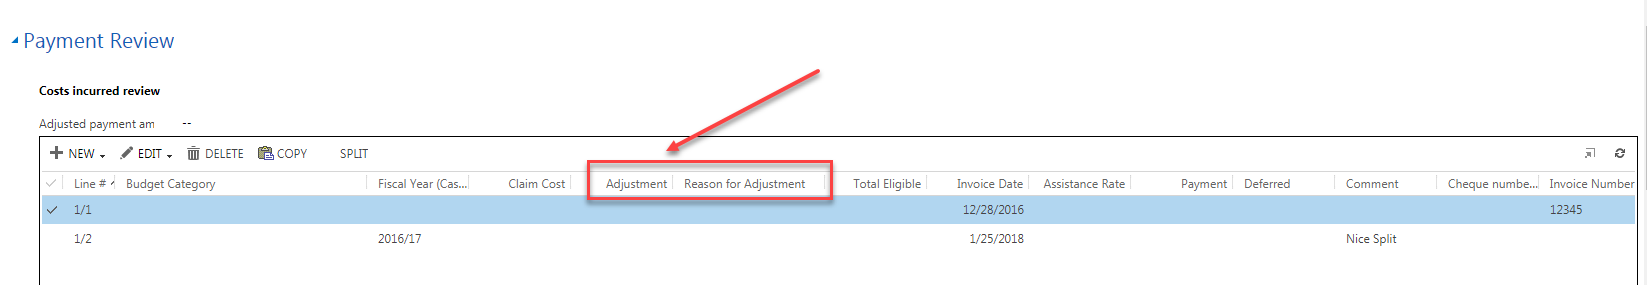 Payment Review
Costs incurred review
Adjusted payment am --
NEW EDIT DELETE COPY SPLIT
Line # Budget Category Fiscal Year (Cas... Claim Cost Adjustment Reason for Adjustment Total Eligible Invoice Date Assistance Rate Payment Deferred Comment Cheque numbe... Invoice Number
1/1 12/28/2016 12345
1/2 2016/17 1/25/2018 Nice Split